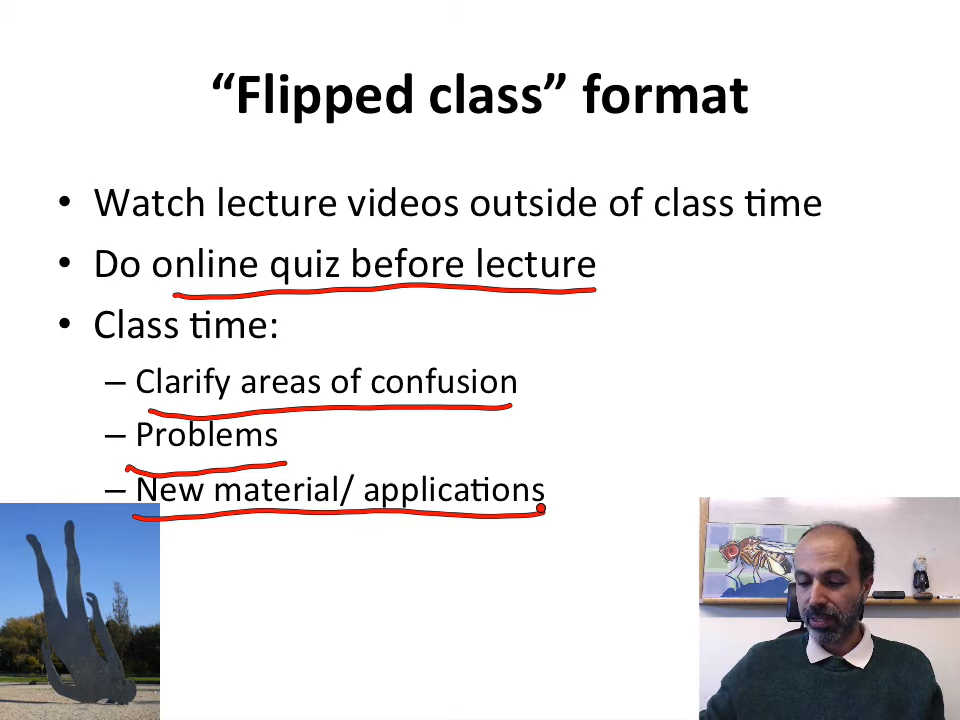 “Flipped class” format
• Watch lecture videos outside of class time
• Do online quiz before lecture
• Class time:
– Clarify areas of confusion
– Problems
– New material/ applications